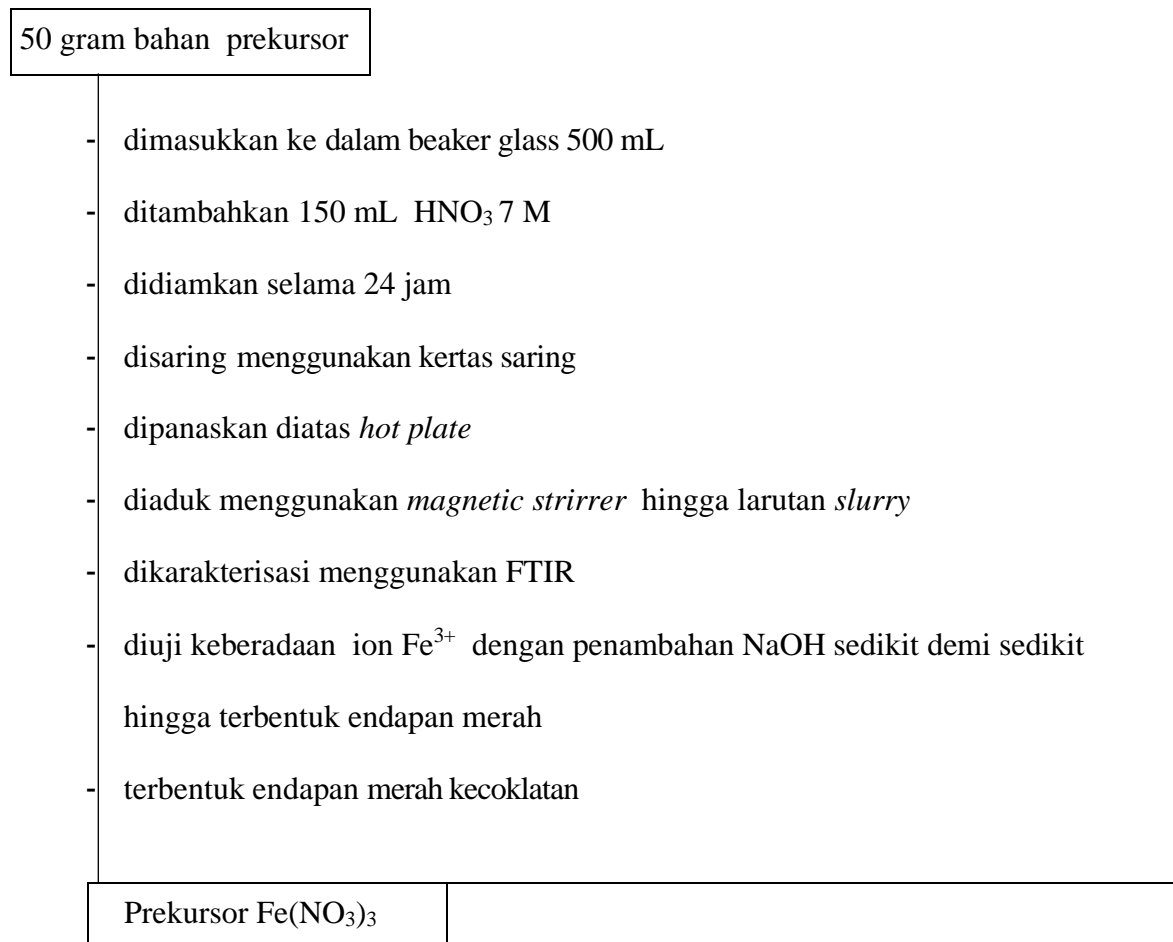 50 gram bahan prekursor
- dimasukkan ke dalam beaker glass 500 mL
- ditambahkan 150 mL HNO₃ 7 M
- didiamkan selama 24 jam
- disaring menggunakan kertas saring
- dipanaskan diatas hot plate
- diaduk menggunakan magnetic strirrer hingga larutan slurry
- dikarakterisasi menggunakan FTIR
- diuji keberadaan ion Fe³⁺ dengan penambahan NaOH sedikit demi sedikit
hingga terbentuk endapan merah
- terbentuk endapan merah kecoklatan
Prekursor Fe(NO₃)₃